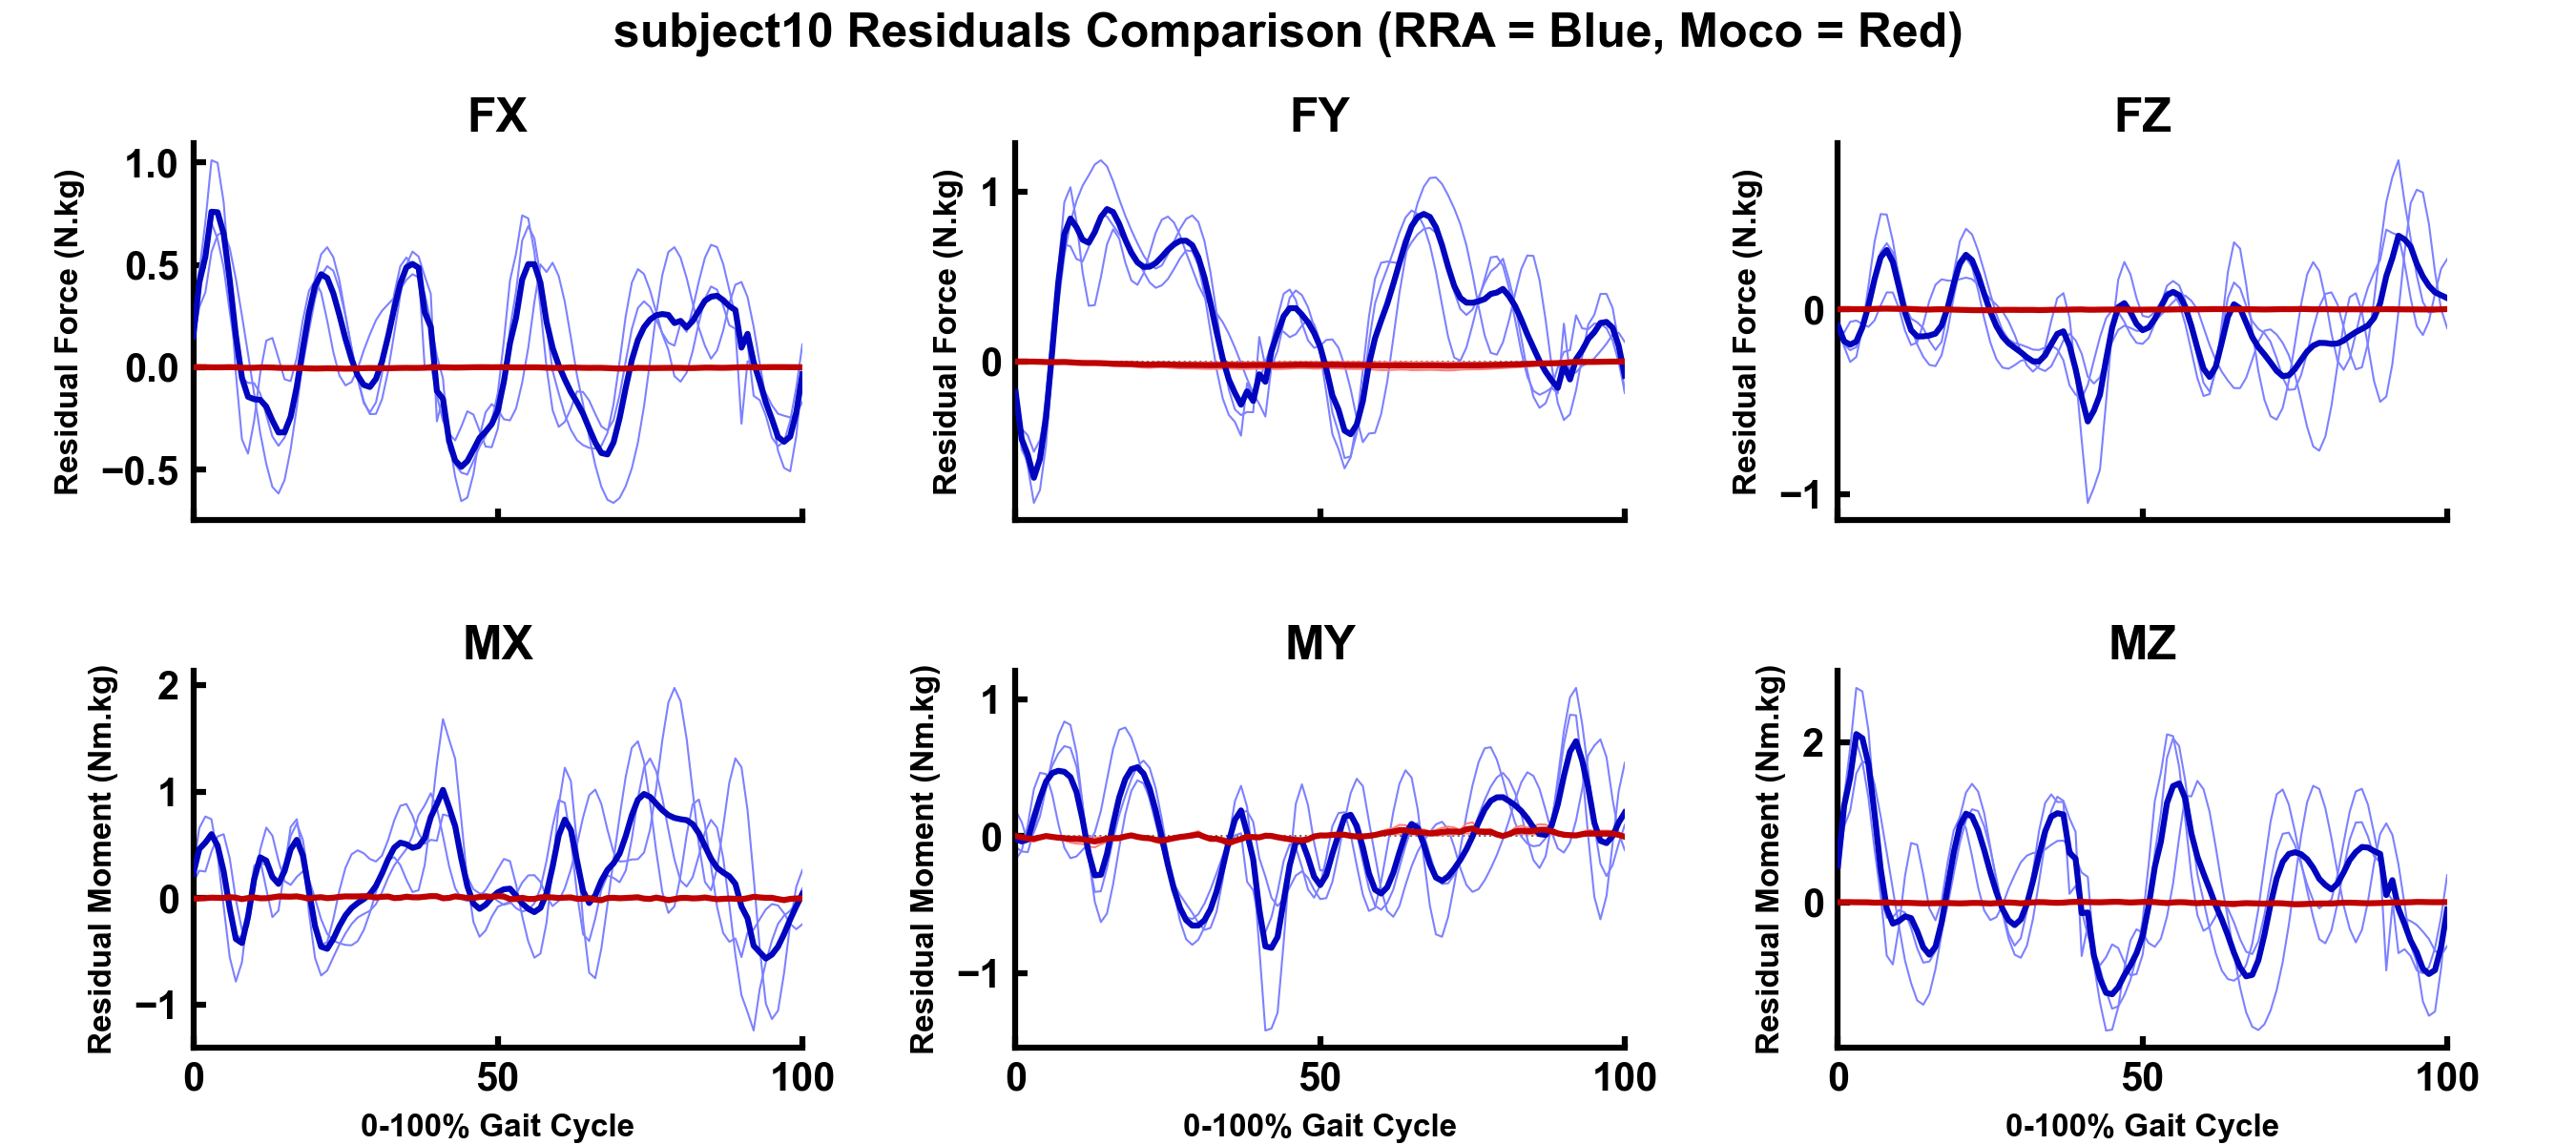 subject10 Residuals Comparison (RRA = Blue, Moco = Red)
FX
FY
FZ
Residual Force (N.kg)
1.0
0.5
0.0
−0.5
Residual Force (N.kg)
1
0
Residual Force (N.kg)
0
−1
MX
MY
MZ
Residual Moment (Nm.kg)
2
1
0
−1
0
50
100
0-100% Gait Cycle
Residual Moment (Nm.kg)
1
0
−1
0
50
100
0-100% Gait Cycle
Residual Moment (Nm.kg)
2
0
0
50
100
0-100% Gait Cycle